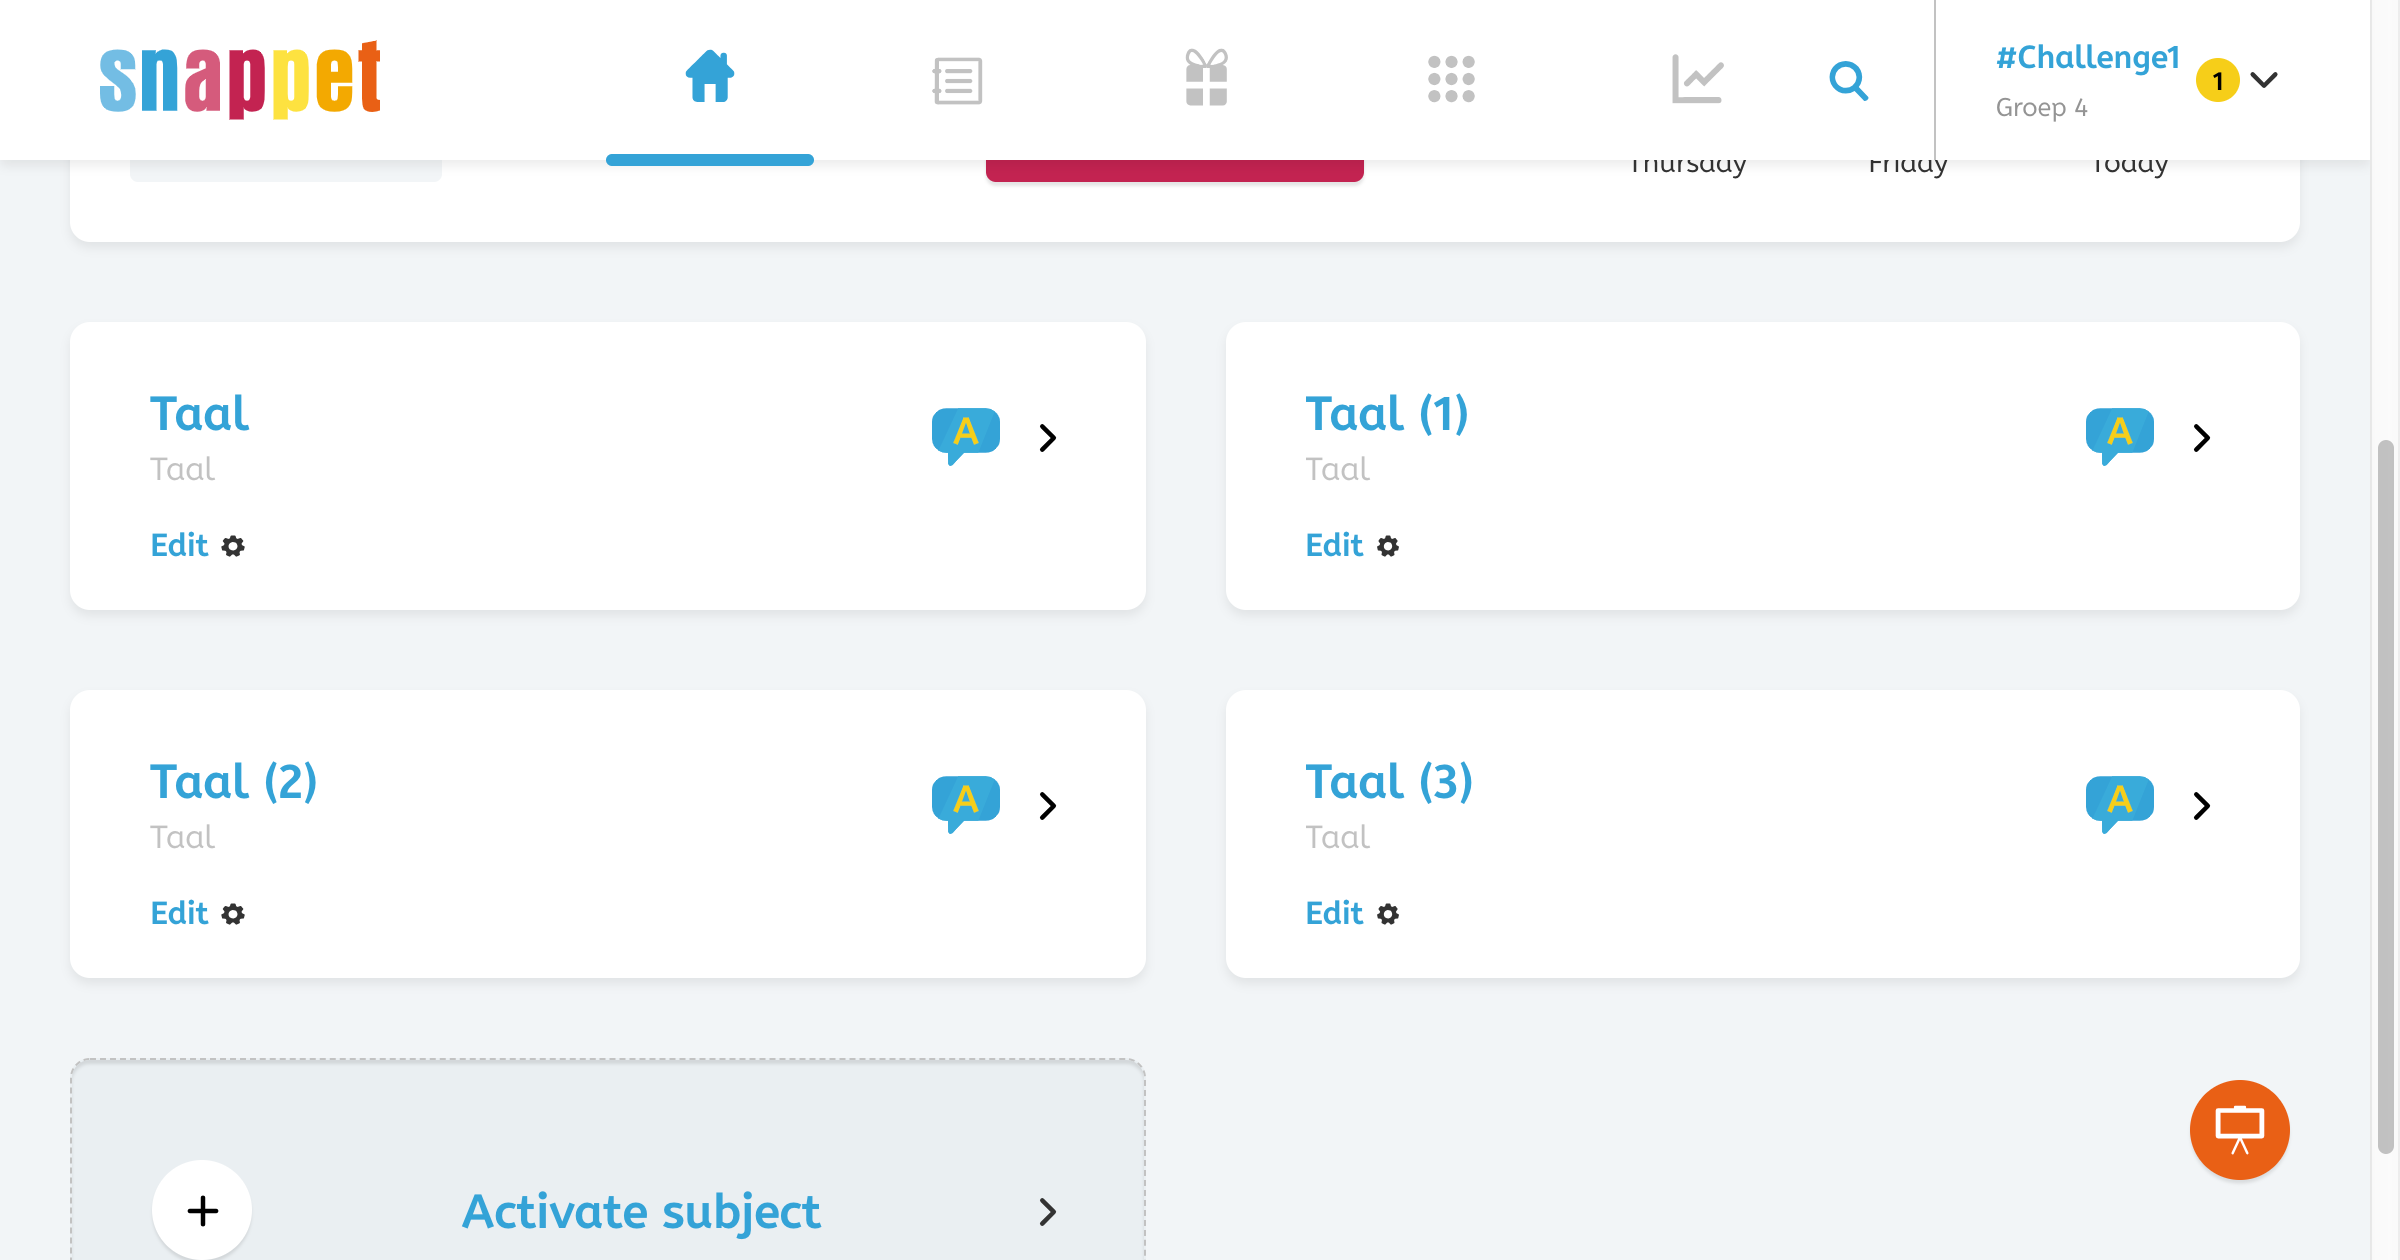 snappet
#Challenge1
Groep 4
1
Thursday
Friday
Today
Taal
Taal
Edit
A
Taal (1)
Taal
Edit
A
Taal (2)
Taal
Edit
A
Taal (3)
Taal
Edit
A
Activate subject